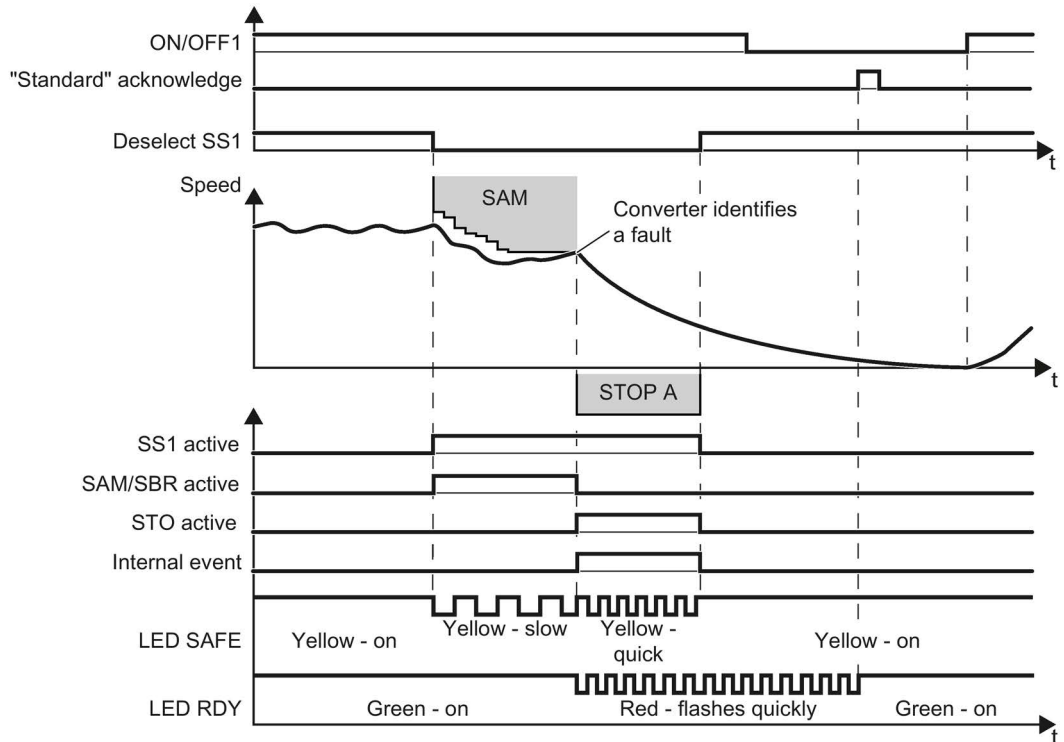 ON/OFF1
"Standard" acknowledge
Deselect SS1
t
Speed
SAM
Converter identifies
a fault
t
STOP A
SS1 active
SAM/SBR active
STO active
Internal event
LED SAFE
Yellow - on
Yellow - slow
Yellow -
quick
Yellow - on
LED RDY
Green - on
Red - flashes quickly
Green - on
t